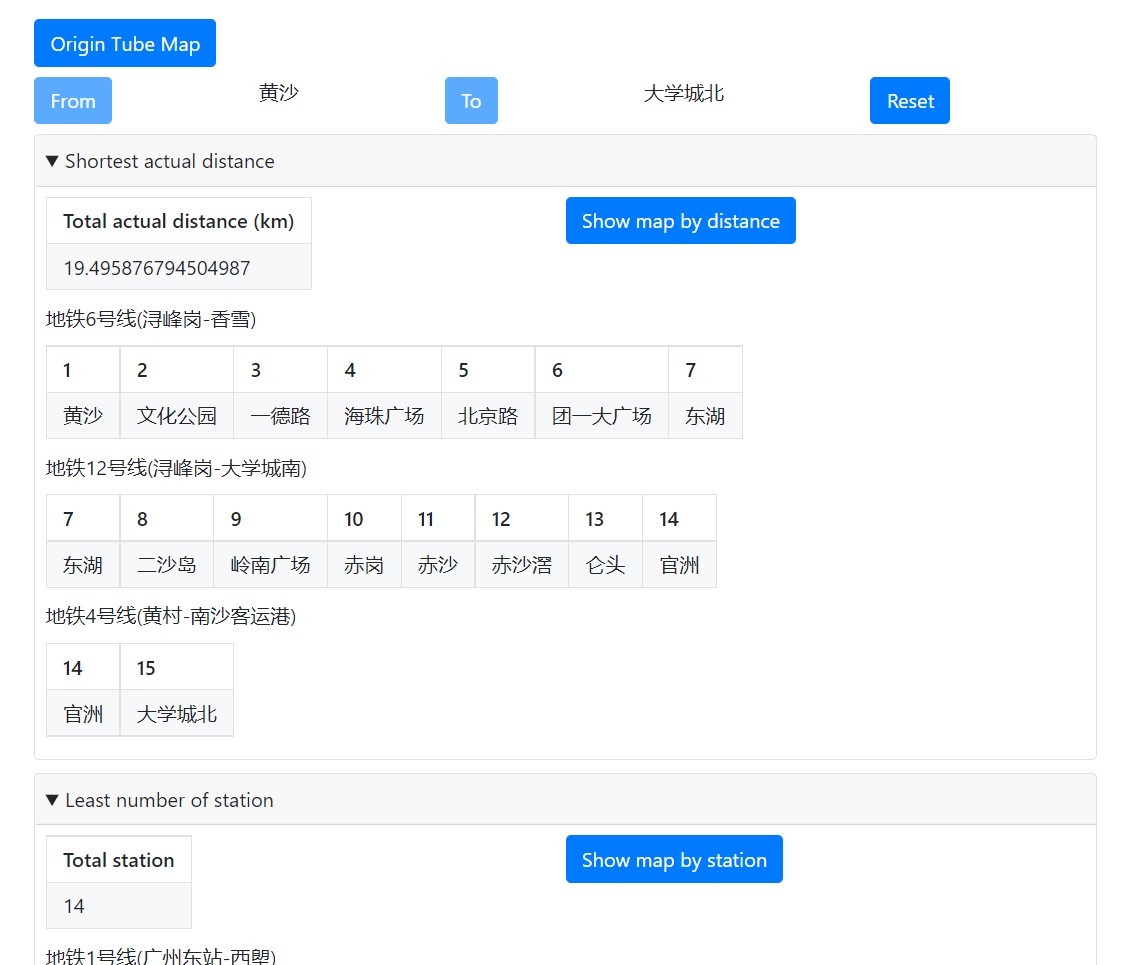 Origin Tube Map
From 黄沙 To 大学城北 Reset
▼ Shortest actual distance
Total actual distance (km) Show map by distance
19.495876794504987
地铁6号线(浔峰岗-香雪)
1 2 3 4 5 6 7
黄沙 文化公园 一德路 海珠广场 北京路 团一大广场 东湖
地铁12号线(浔峰岗-大学城南)
7 8 9 10 11 12 13 14
东湖 二沙岛 岭南广场 赤岗 赤沙 赤沙滘 仑头 官洲
地铁4号线(黄村-南沙客运港)
14 15
官洲 大学城北
▼ Least number of station
Total station Show map by station
14
地铁1号线(广州东站-西塱)